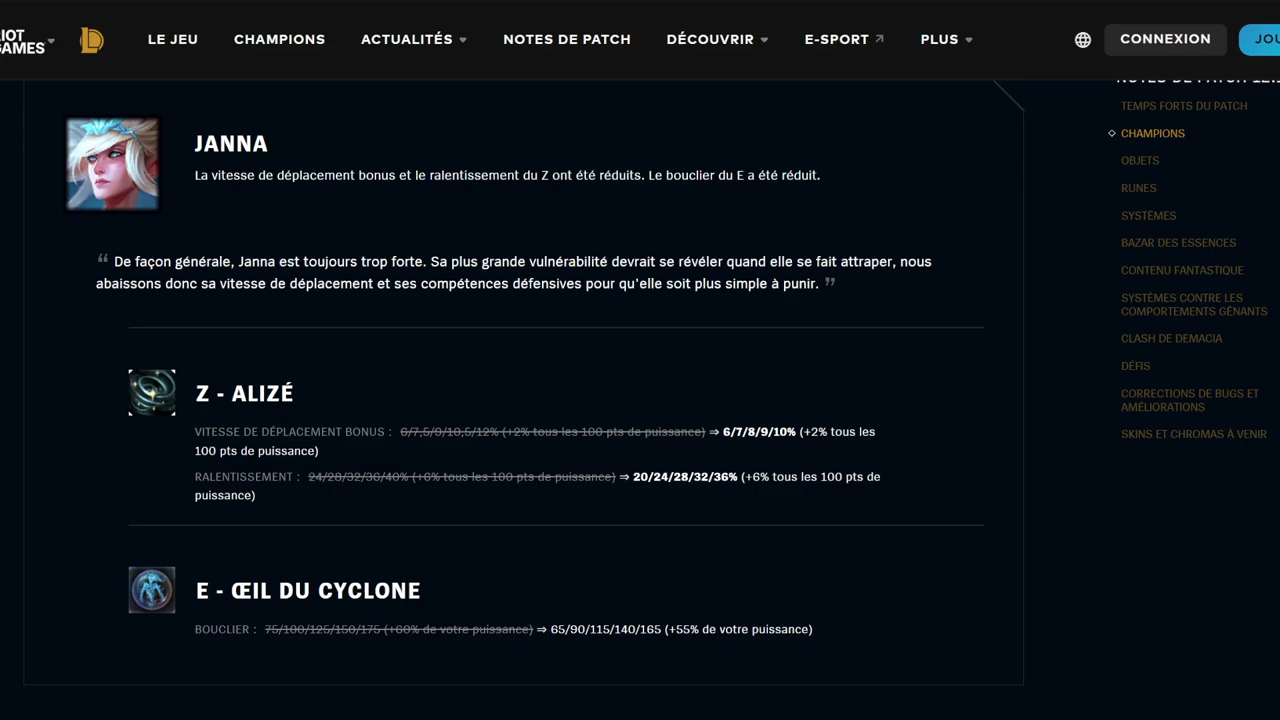 RIOT
GAMES
LE JEU
CHAMPIONS
ACTUALITÉS
NOTES DE PATCH
DÉCOUVRIR
E-SPORT
PLUS
CONNEXION
JOU
JANNA
La vitesse de déplacement bonus et le ralentissement du Z ont été réduits. Le bouclier du E a été réduit.
“ De façon générale, Janna est toujours trop forte. Sa plus grande vulnérabilité devrait se révéler quand elle se fait attraper, nous
abaissons donc sa vitesse de déplacement et ses compétences défensives pour qu'elle soit plus simple à punir. ”
Z - ALIZÉ
VITESSE DE DÉPLACEMENT BONUS : 6/7,5/9/10,5/12% (+2% tous les 100 pts de puissance) ⇒ 6/7/8/9/10% (+2% tous les
100 pts de puissance)
RALENTISSEMENT : 24/28/32/36/40% (+6% tous les 100 pts de puissance) ⇒ 20/24/28/32/36% (+6% tous les 100 pts de
puissance)
E - ŒIL DU CYCLONE
BOUCLIER : 75/100/125/150/175 (+60% de votre puissance) ⇒ 65/90/115/140/165 (+55% de votre puissance)
NOTES DE PATCH
TEMPS FORTS DU PATCH
CHAMPIONS
OBJETS
RUNES
SYSTÈMES
BAZAR DES ESSENCES
CONTENU FANTASTIQUE
SYSTÈMES CONTRE LES
COMPORTEMENTS GÊNANTS
CLASH DE DEMACIA
DÉFIS
CORRECTIONS DE BUGS ET
AMÉLIORATIONS
SKINS ET CHROMAS À VENIR